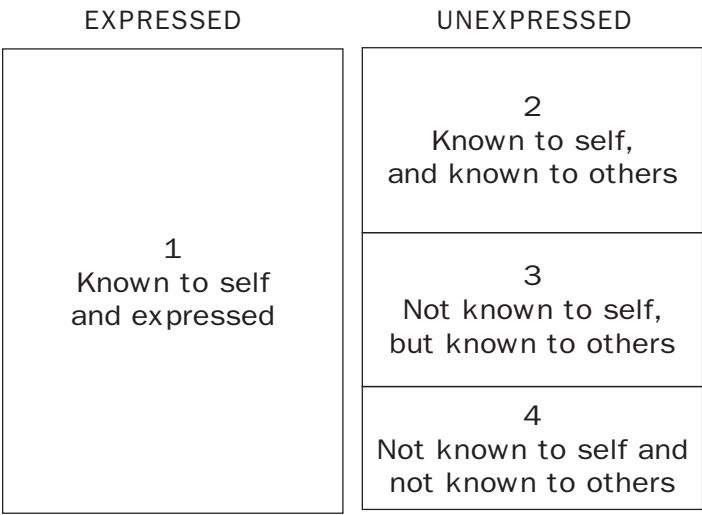 EXPRESSED
UNEXPRESSED
1
Known to self
and expressed
2
Known to self,
and known to others
3
Not known to self,
but known to others
4
Not known to self and
not known to others